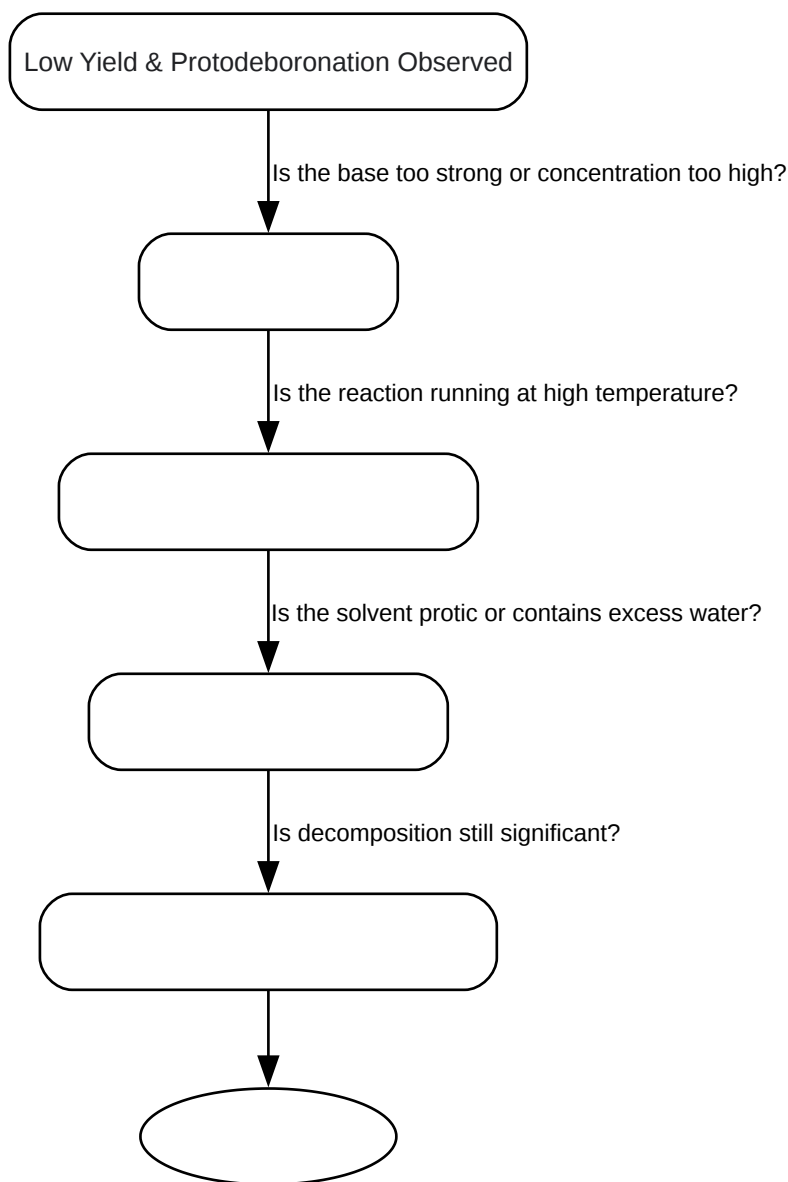 Low Yield & Protodeboronation Observed
Is the base too strong or concentration too high?
Is the reaction running at high temperature?
Is the solvent protic or contains excess water?
Is decomposition still significant?